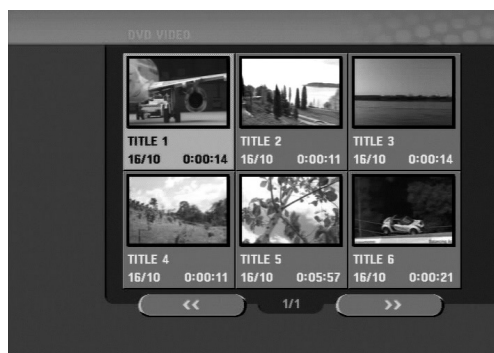 DVD VIDEO
TITLE 1
16/10 0:00:14
TITLE 2
16/10 0:00:11
TITLE 3
16/10 0:00:14
TITLE 4
16/10 0:00:11
TITLE 5
16/10 0:05:57
TITLE 6
16/10 0:00:21
<< 1/1 >>